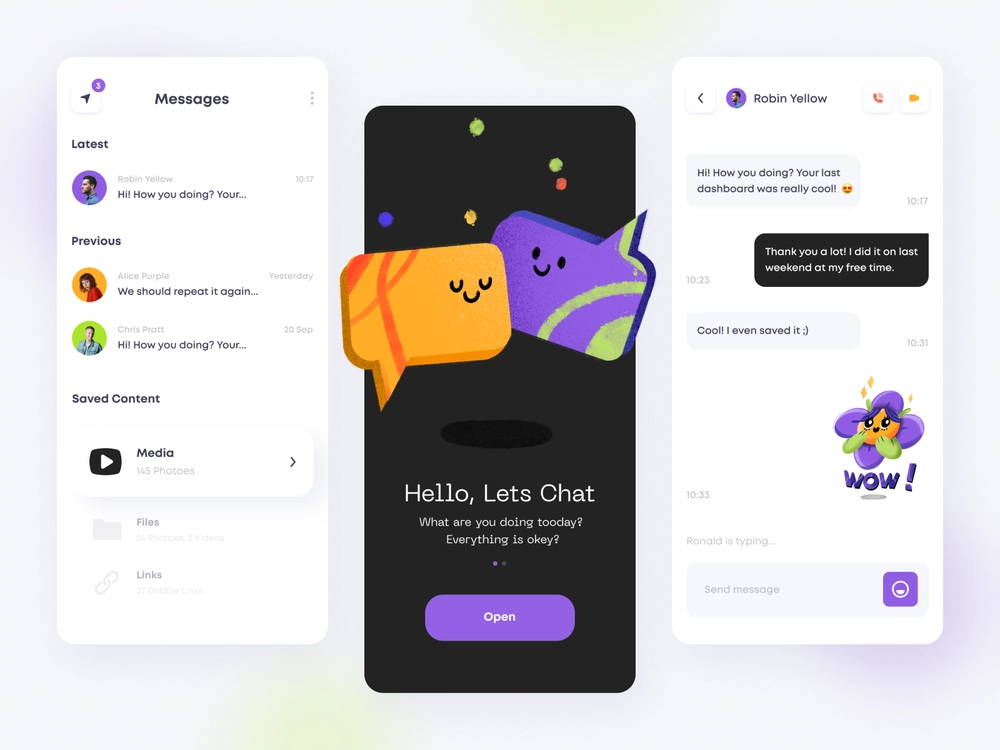 3
Messages
Latest
Robin Yellow
10:17
Hi! How you doing? Your...
Previous
Alice Purple
Yesterday
We should repeat it again...
Chris Pratt
20 Sep
Hi! How you doing? Your...
Saved Content
Media
145 Photoes
Files
24 Photoes, 2 Videos
Links
37 Dribble Links
Hello, Lets Chat
What are you doing tooday?
Everything is okey?
Open
Robin Yellow
Hi! How you doing? Your last
dashboard was really cool! 😍
10:17
Thank you a lot! I did it on last
weekend at my free time.
10:23
Cool! I even saved it ;)
10:31
WOW!
10:33
Ronald is typing...
Send message